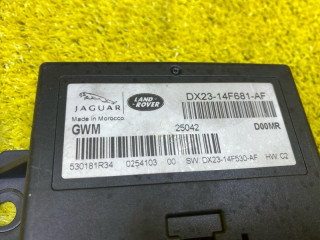 JAGUAR
LAND ROVER
DX23-14F681-AF
Made in Morocco
GWM 25042 D00MR
530181R34 0254103 00 SW: DX23-14F530-AF HW: 02